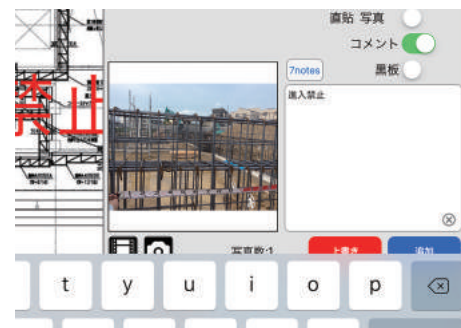 直貼 写真
コメント
7notes
黒板
進入禁止
禁止
写真数:1
上書き
追加
t y u i o p